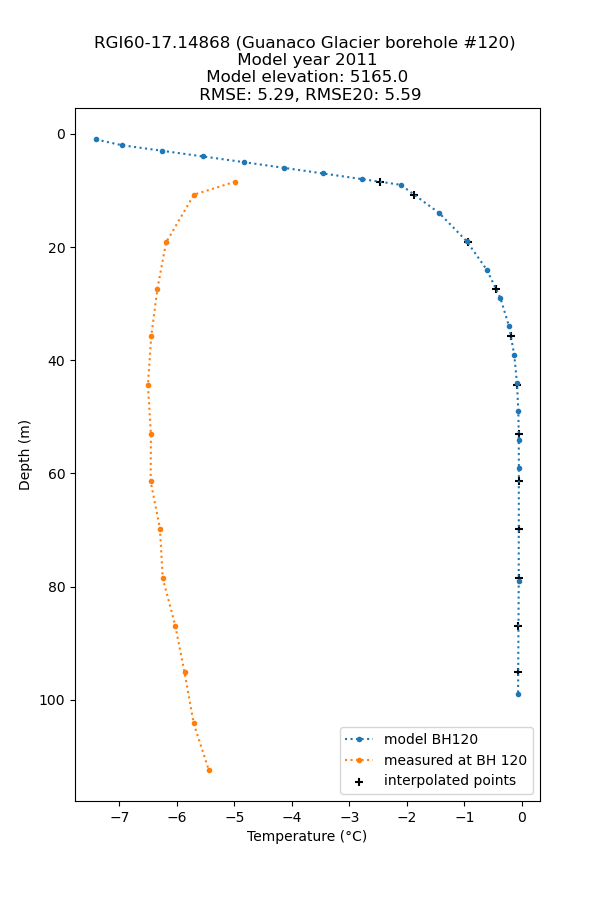 RGI60-17.14868 (Guanaco Glacier borehole #120)
Model year 2011
Model elevation: 5165.0
RMSE: 5.29, RMSE20: 5.59
0
20
40
60
80
100
Depth (m)
−7
−6
−5
−4
−3
−2
−1
0
Temperature (°C)
model BH120
measured at BH 120
interpolated points